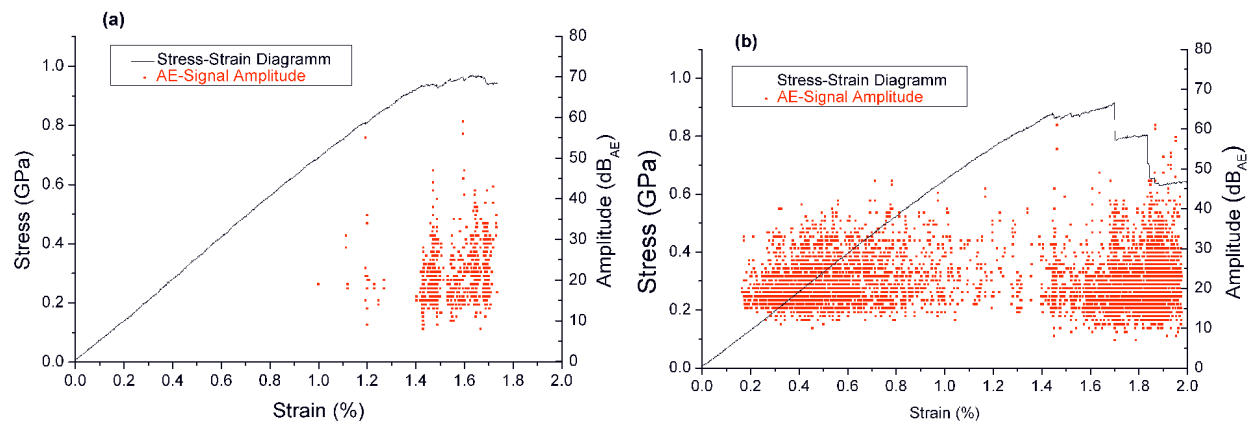 (a)
Stress-Strain Diagramm
AE-Signal Amplitude
Stress (GPa)
0.0
0.2
0.4
0.6
0.8
1.0
0.0 0.2 0.4 0.6 0.8 1.0 1.2 1.4 1.6 1.8 2.0
Strain (%)
0
10
20
30
40
50
60
70
80
Amplitude (dBAE)
(b)
Stress-Strain Diagramm
AE-Signal Amplitude
Stress (GPa)
0.0
0.2
0.4
0.6
0.8
1.0
0.0 0.2 0.4 0.6 0.8 1.0 1.2 1.4 1.6 1.8 2.0
Strain (%)
0
10
20
30
40
50
60
70
80
Amplitude (dBAE)